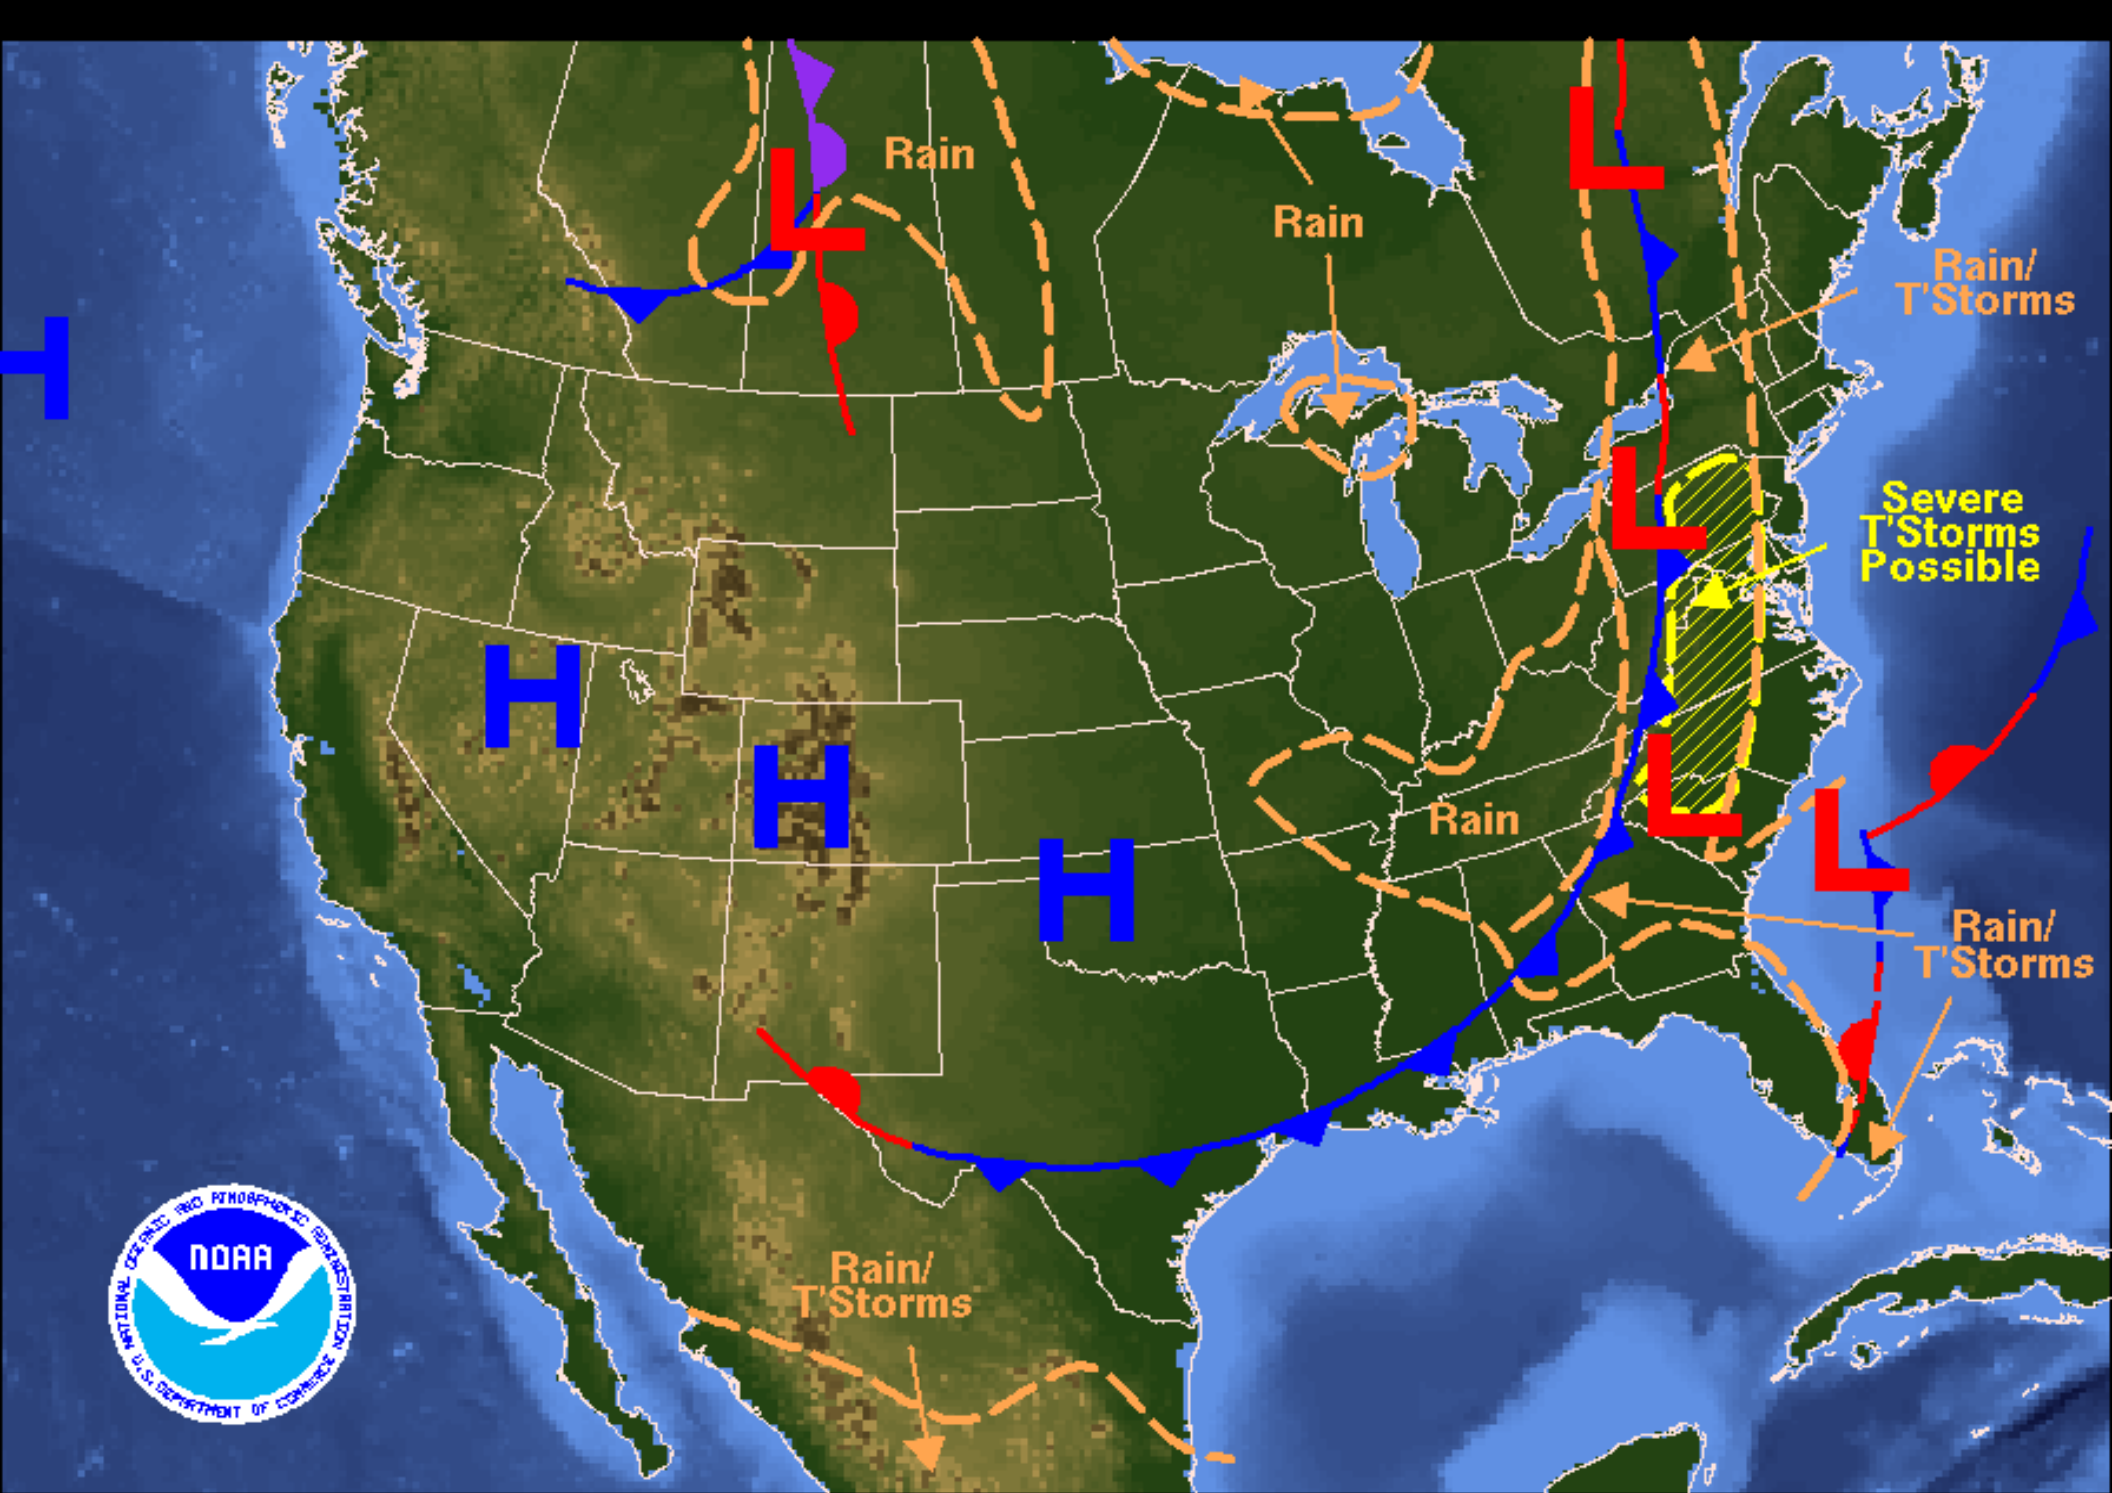 Rain
L
L
Rain
Rain/
T'Storms
H
Severe
T'Storms
Possible
L
H
H
L
Rain
L
H
Rain/
T'Storms
Rain/
T'Storms
NATIONAL OCEANIC AND ATMOSPHERIC ADMINISTRATION
NOAA
U.S. DEPARTMENT OF COMMERCE